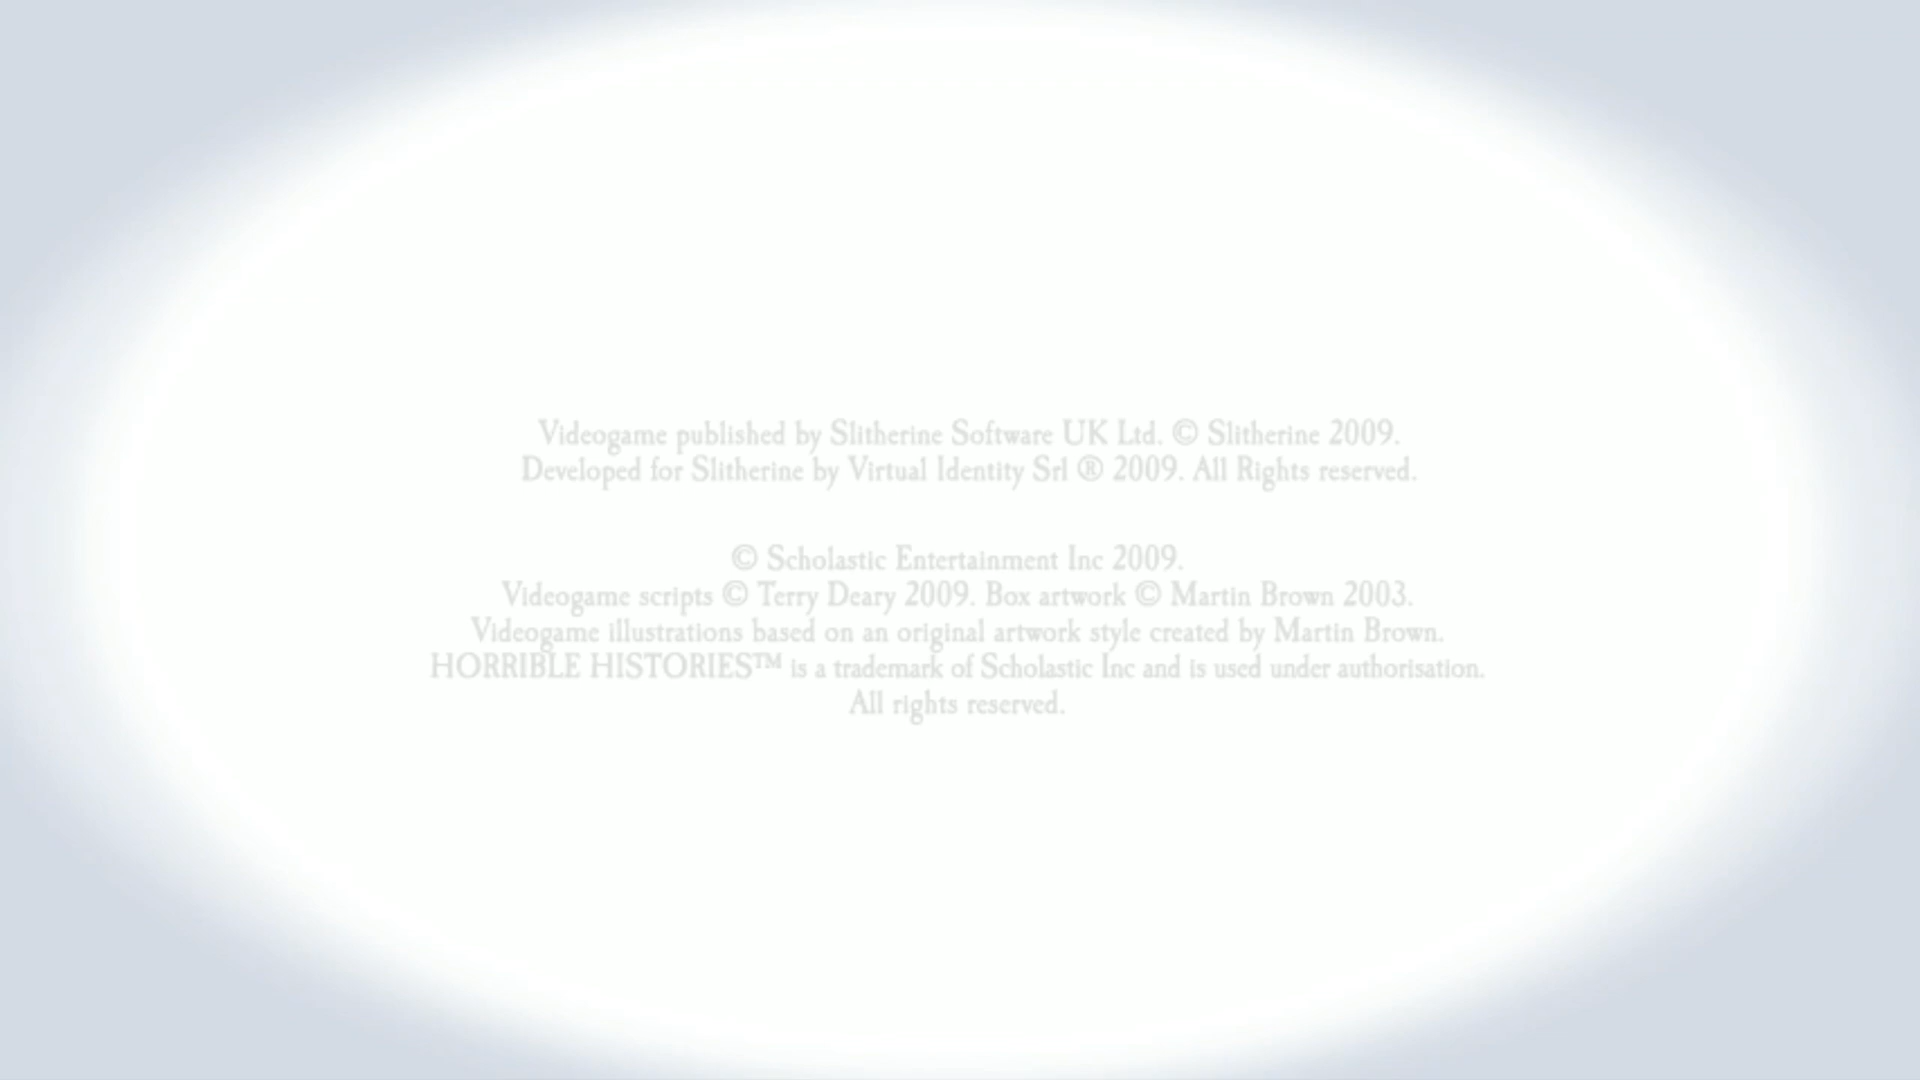 Videogame published by Slitherine Software UK Ltd. © Slitherine 2009.
Developed for Slitherine by Virtual Identity Srl ® 2009. All Rights reserved.
© Scholastic Entertainment Inc 2009.
Videogame scripts © Terry Deary 2009. Box artwork © Martin Brown 2003.
Videogame illustrations based on an original artwork style created by Martin Brown.
HORRIBLE HISTORIES™ is a trademark of Scholastic Inc and is used under authorisation.
All rights reserved.